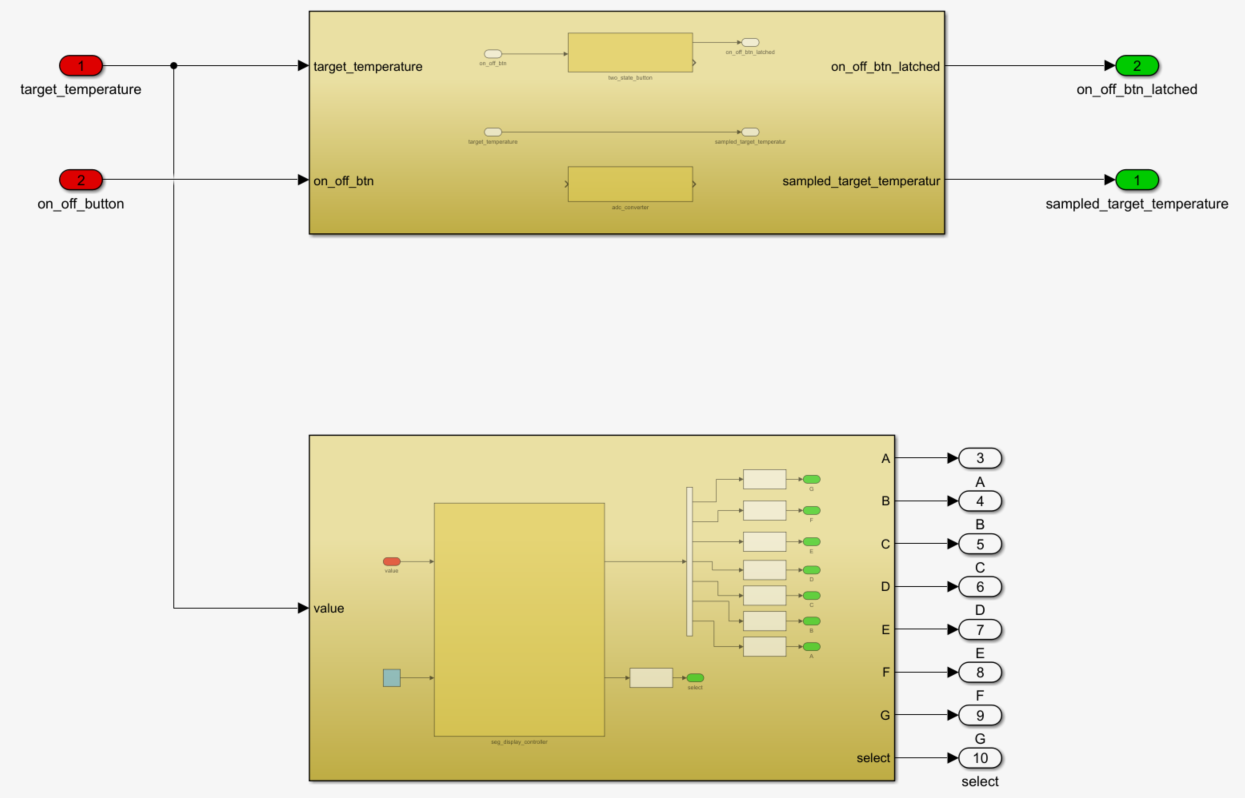 1
target_temperature
2
on_off_button
target_temperature
on_off_btn
on_off_btn
two_state_button
on_off_btn_latched
target_temperature
sampled_target_temperatur
adc_converter
on_off_btn_latched
sampled_target_temperatur
2
on_off_btn_latched
1
sampled_target_temperature
value
value
seg_display_controller
G
F
E
D
C
B
A
select
A
B
C
D
E
F
G
select
3
A
4
B
5
C
6
D
7
E
8
F
9
G
10
select